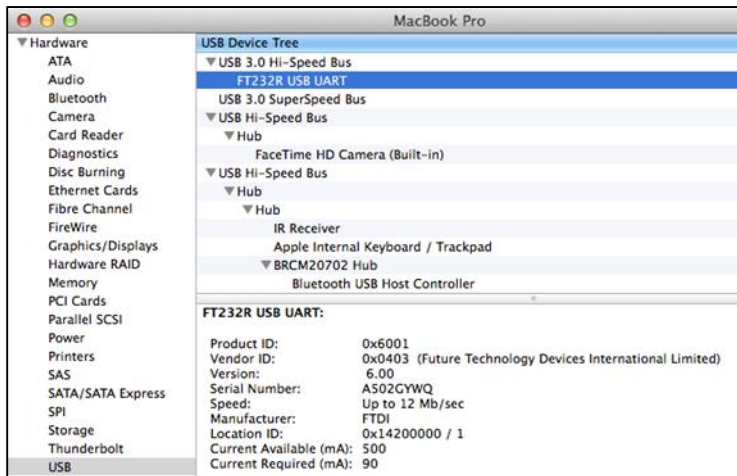 MacBook Pro
Hardware
ATA
Audio
Bluetooth
Camera
Card Reader
Diagnostics
Disc Burning
Ethernet Cards
Fibre Channel
FireWire
Graphics/Displays
Hardware RAID
Memory
PCI Cards
Parallel SCSI
Power
Printers
SAS
SATA/SATA Express
SPI
Storage
Thunderbolt
USB
USB Device Tree
USB 3.0 Hi-Speed Bus
FT232R USB UART
USB 3.0 SuperSpeed Bus
USB Hi-Speed Bus
Hub
FaceTime HD Camera (Built-in)
USB Hi-Speed Bus
Hub
Hub
IR Receiver
Apple Internal Keyboard / Trackpad
BRCM20702 Hub
Bluetooth USB Host Controller
FT232R USB UART:
Product ID: 0x6001
Vendor ID: 0x0403 (Future Technology Devices International Limited)
Version: 6.00
Serial Number: A502GYWQ
Speed: Up to 12 Mb/sec
Manufacturer: FTDI
Location ID: 0x14200000 / 1
Current Available (mA): 500
Current Required (mA): 90